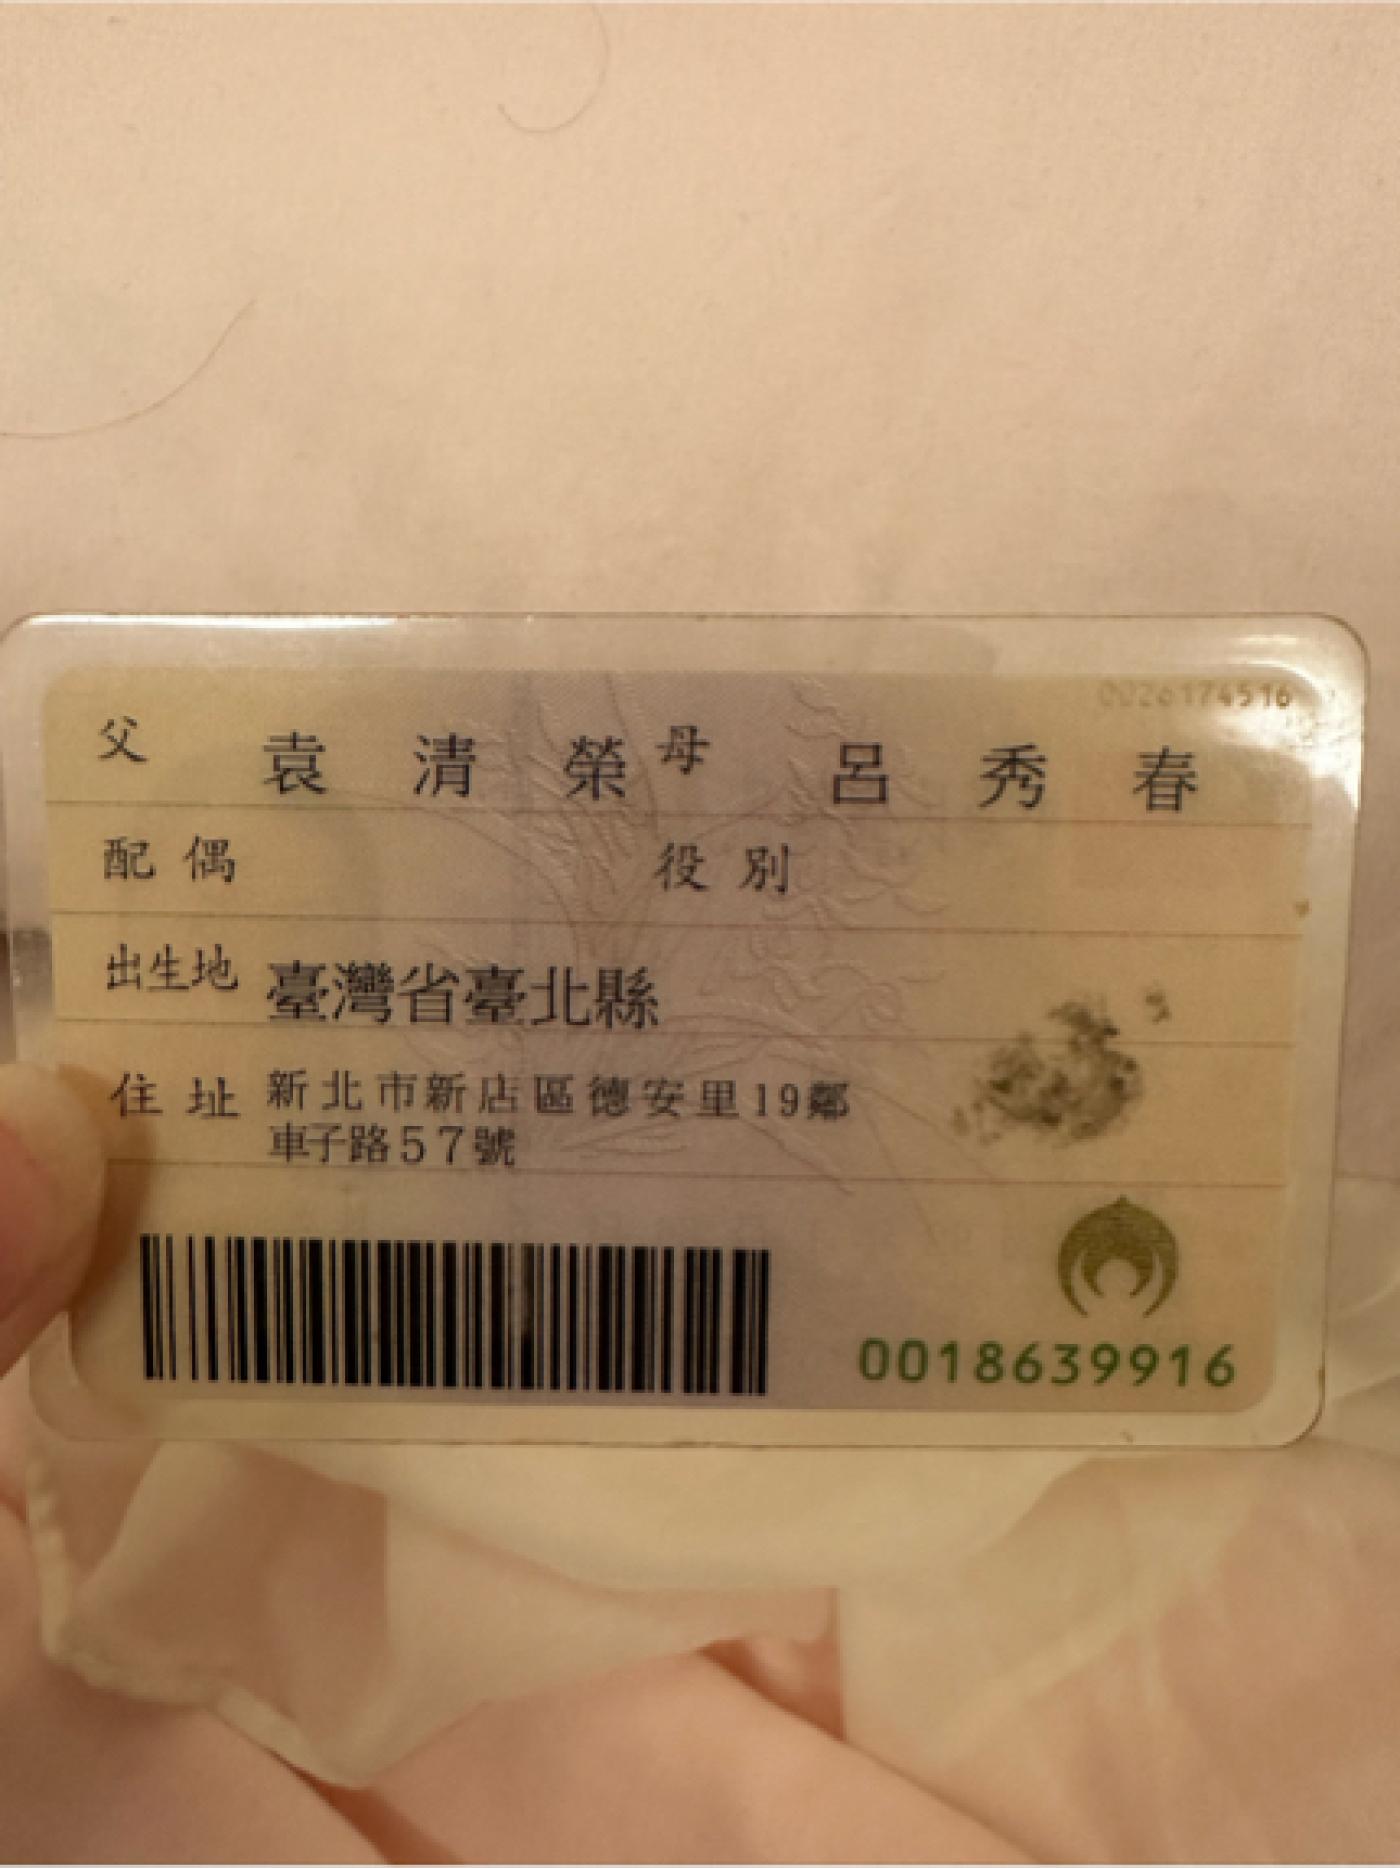 0026174516
父 袁清榮 母 呂秀春
配偶 役別
出生地 臺灣省臺北縣
住址 新北市新店區德安里19鄰
車子路57號
0018639916